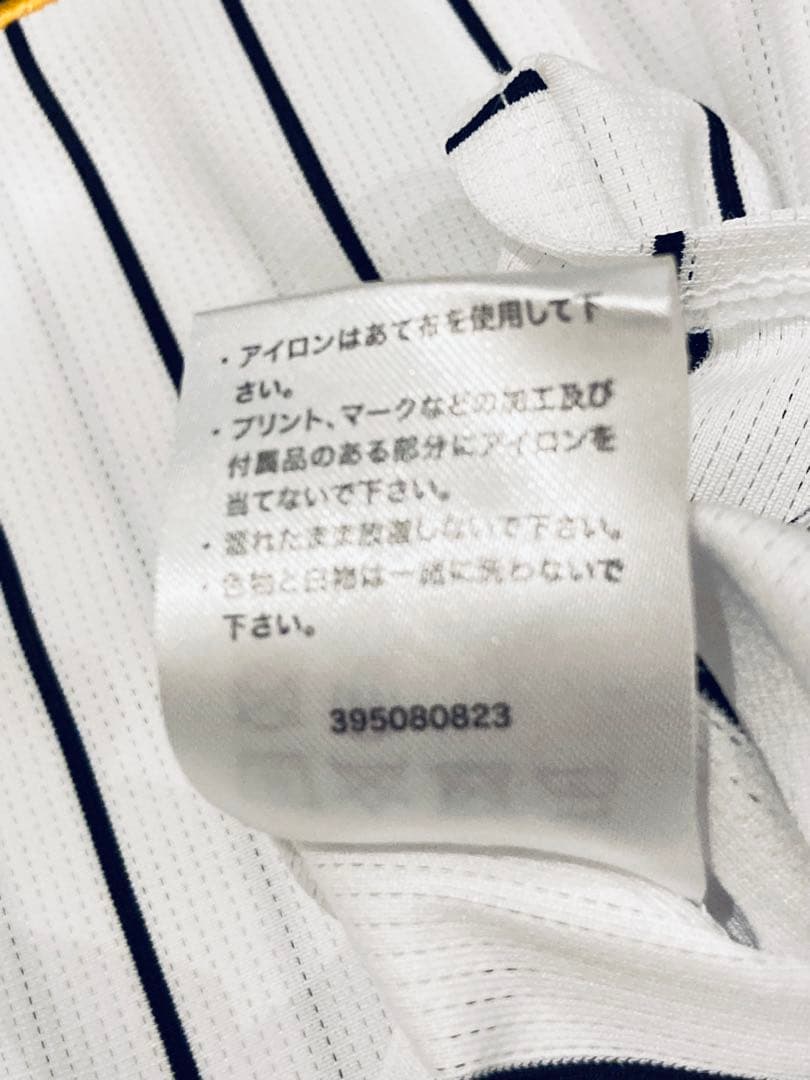 ・アイロンはあて布を使用して下
さい。
・プリント、マークなどの加工及び
付属品のある部分にアイロンを
当てないで下さい。
・濡れたまま放置しないで下さい。
・色物と白物は一緒に洗わないで
下さい。
395080823